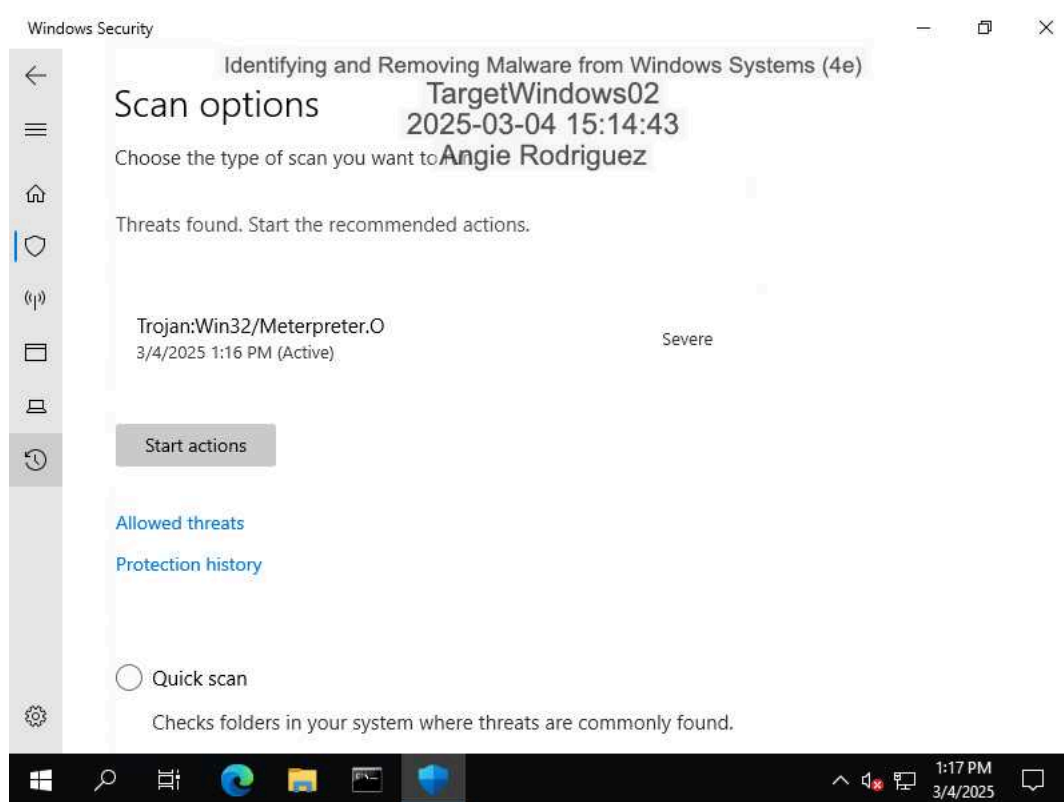 Windows Security
Identifying and Removing Malware from Windows Systems (4e)
Scan options
TargetWindows02
2025-03-04 15:14:43
Angie Rodriguez
Choose the type of scan you want to
Threats found. Start the recommended actions.
Trojan:Win32/Meterpreter.O
3/4/2025 1:16 PM (Active)
Severe
Start actions
Allowed threats
Protection history
Quick scan
Checks folders in your system where threats are commonly found.
1:17 PM
3/4/2025